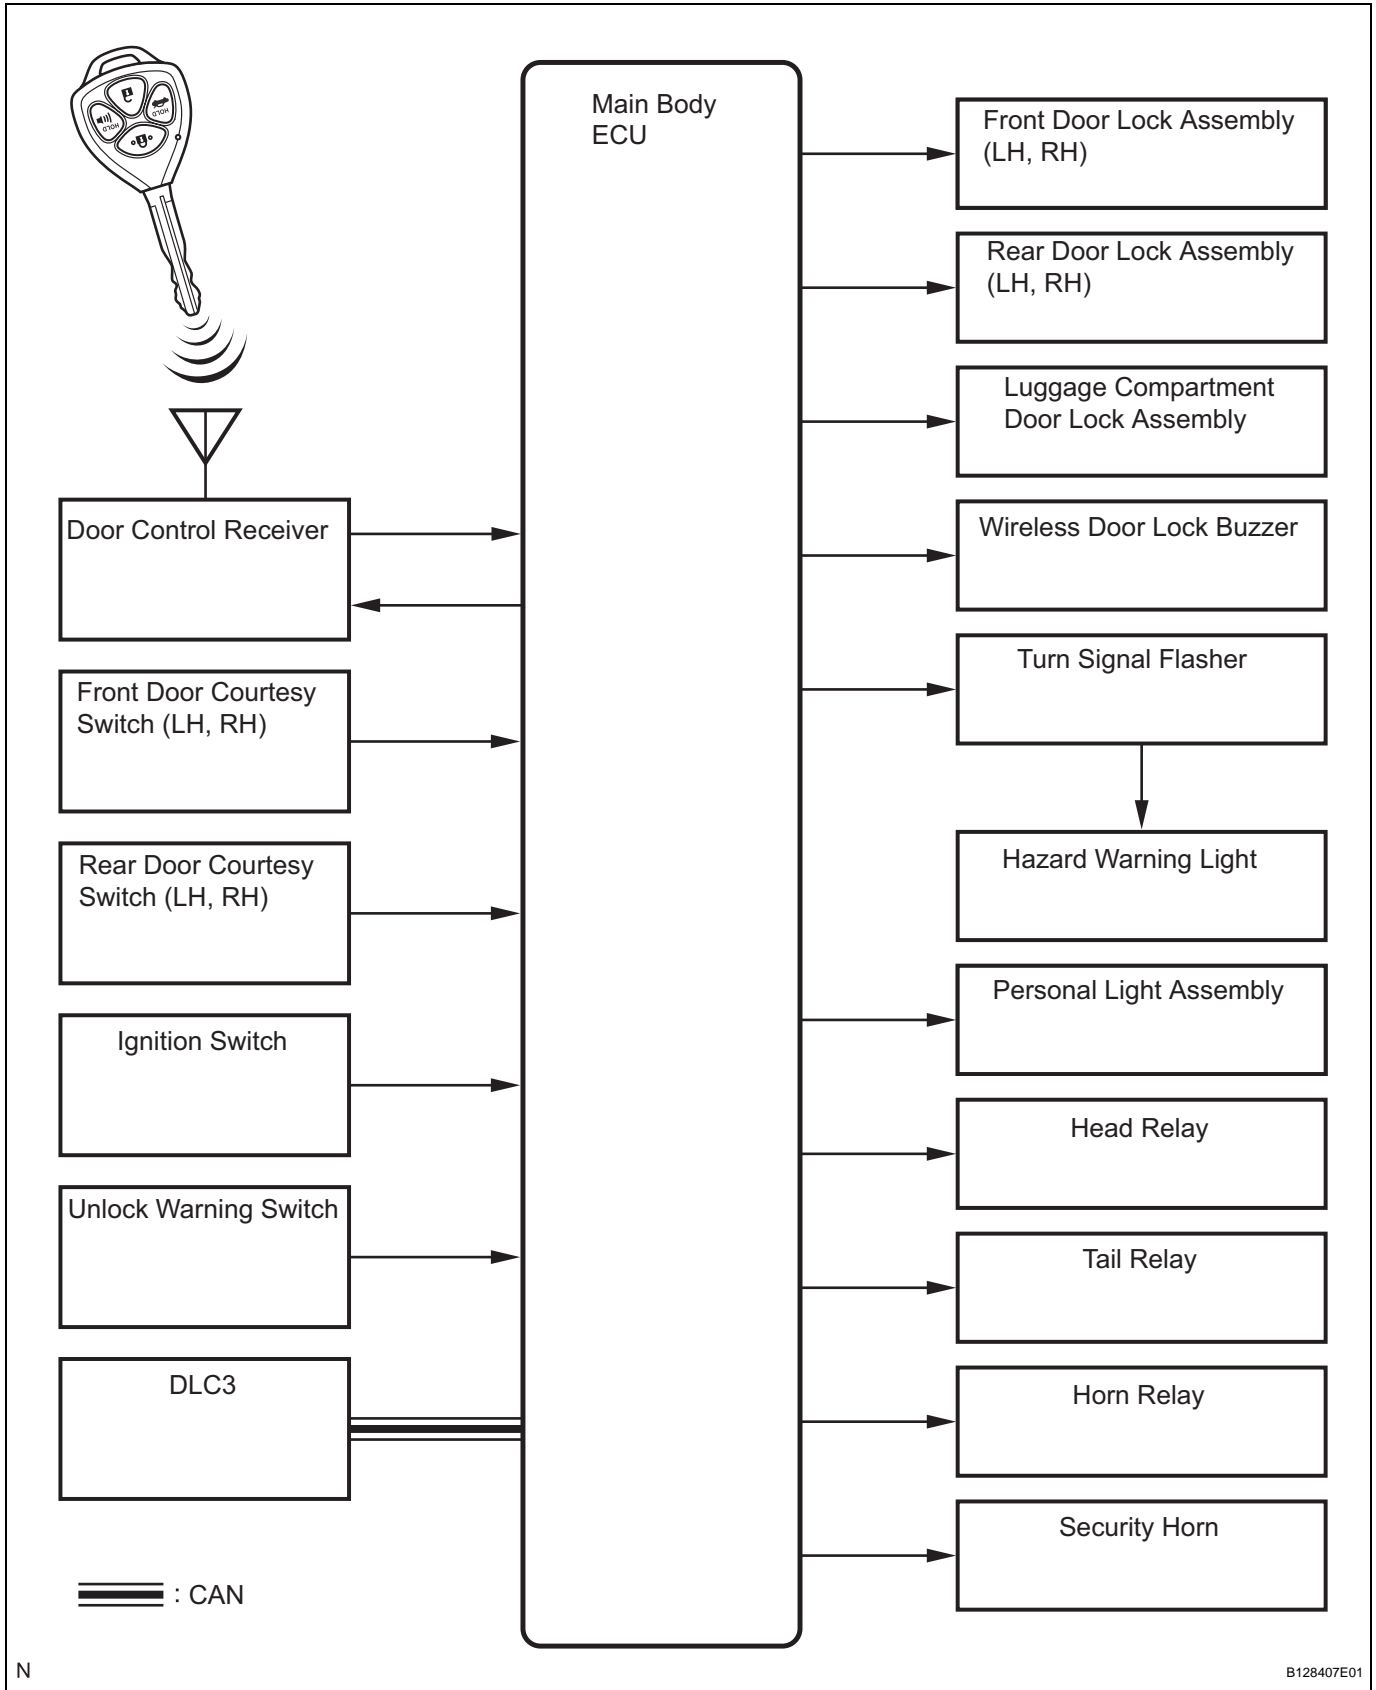 HOLD
HOLD
Main Body
ECU
Door Control Receiver
Front Door Courtesy
Switch (LH, RH)
Rear Door Courtesy
Switch (LH, RH)
Ignition Switch
Unlock Warning Switch
DLC3
: CAN
Front Door Lock Assembly
(LH, RH)
Rear Door Lock Assembly
(LH, RH)
Luggage Compartment
Door Lock Assembly
Wireless Door Lock Buzzer
Turn Signal Flasher
Hazard Warning Light
Personal Light Assembly
Head Relay
Tail Relay
Horn Relay
Security Horn
N
B128407E01